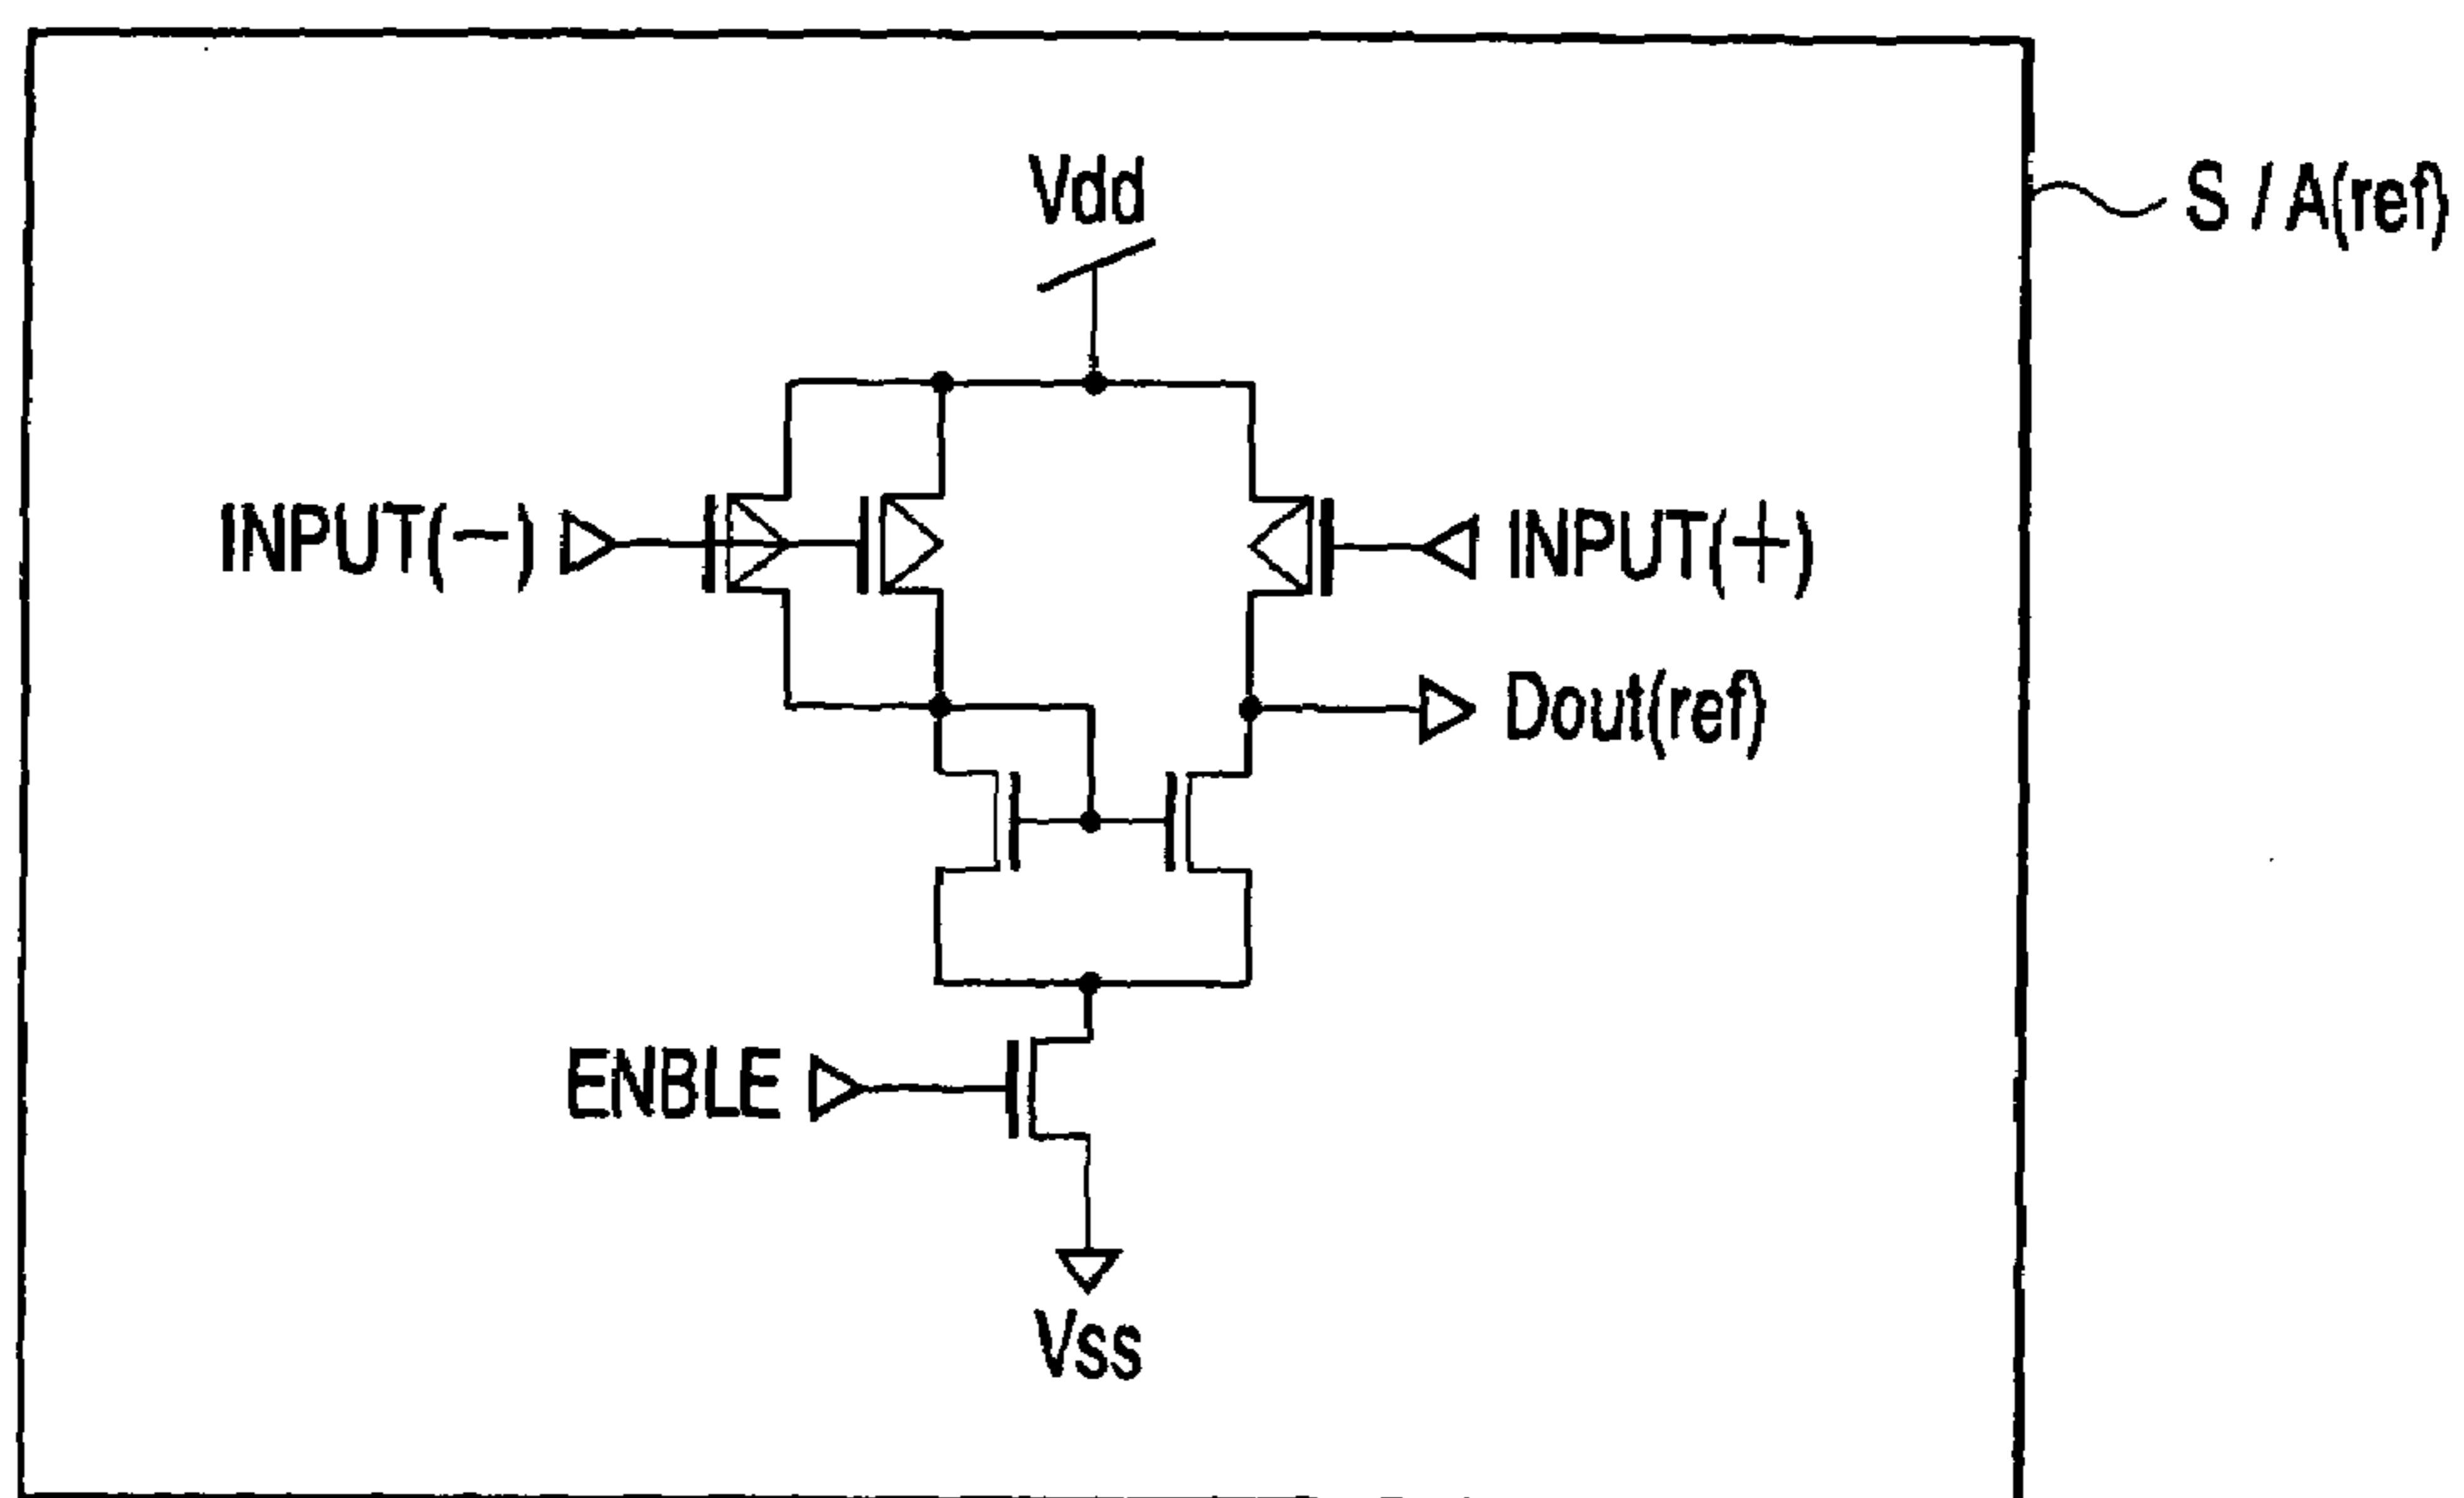 Vdd
S/A(ref)
INPUT(−)
INPUT(+)
Dout(ref)
ENBLE
Vss